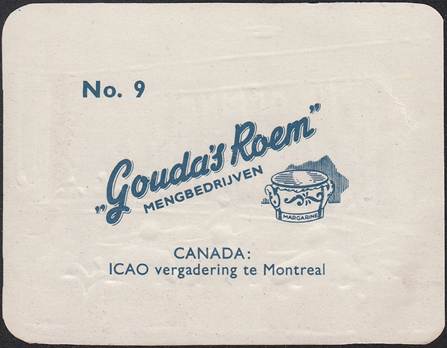 No. 9
„Gouda's Roem”
MENGBEDRIJVEN
MARGARINE
CANADA:
ICAO vergadering te Montreal